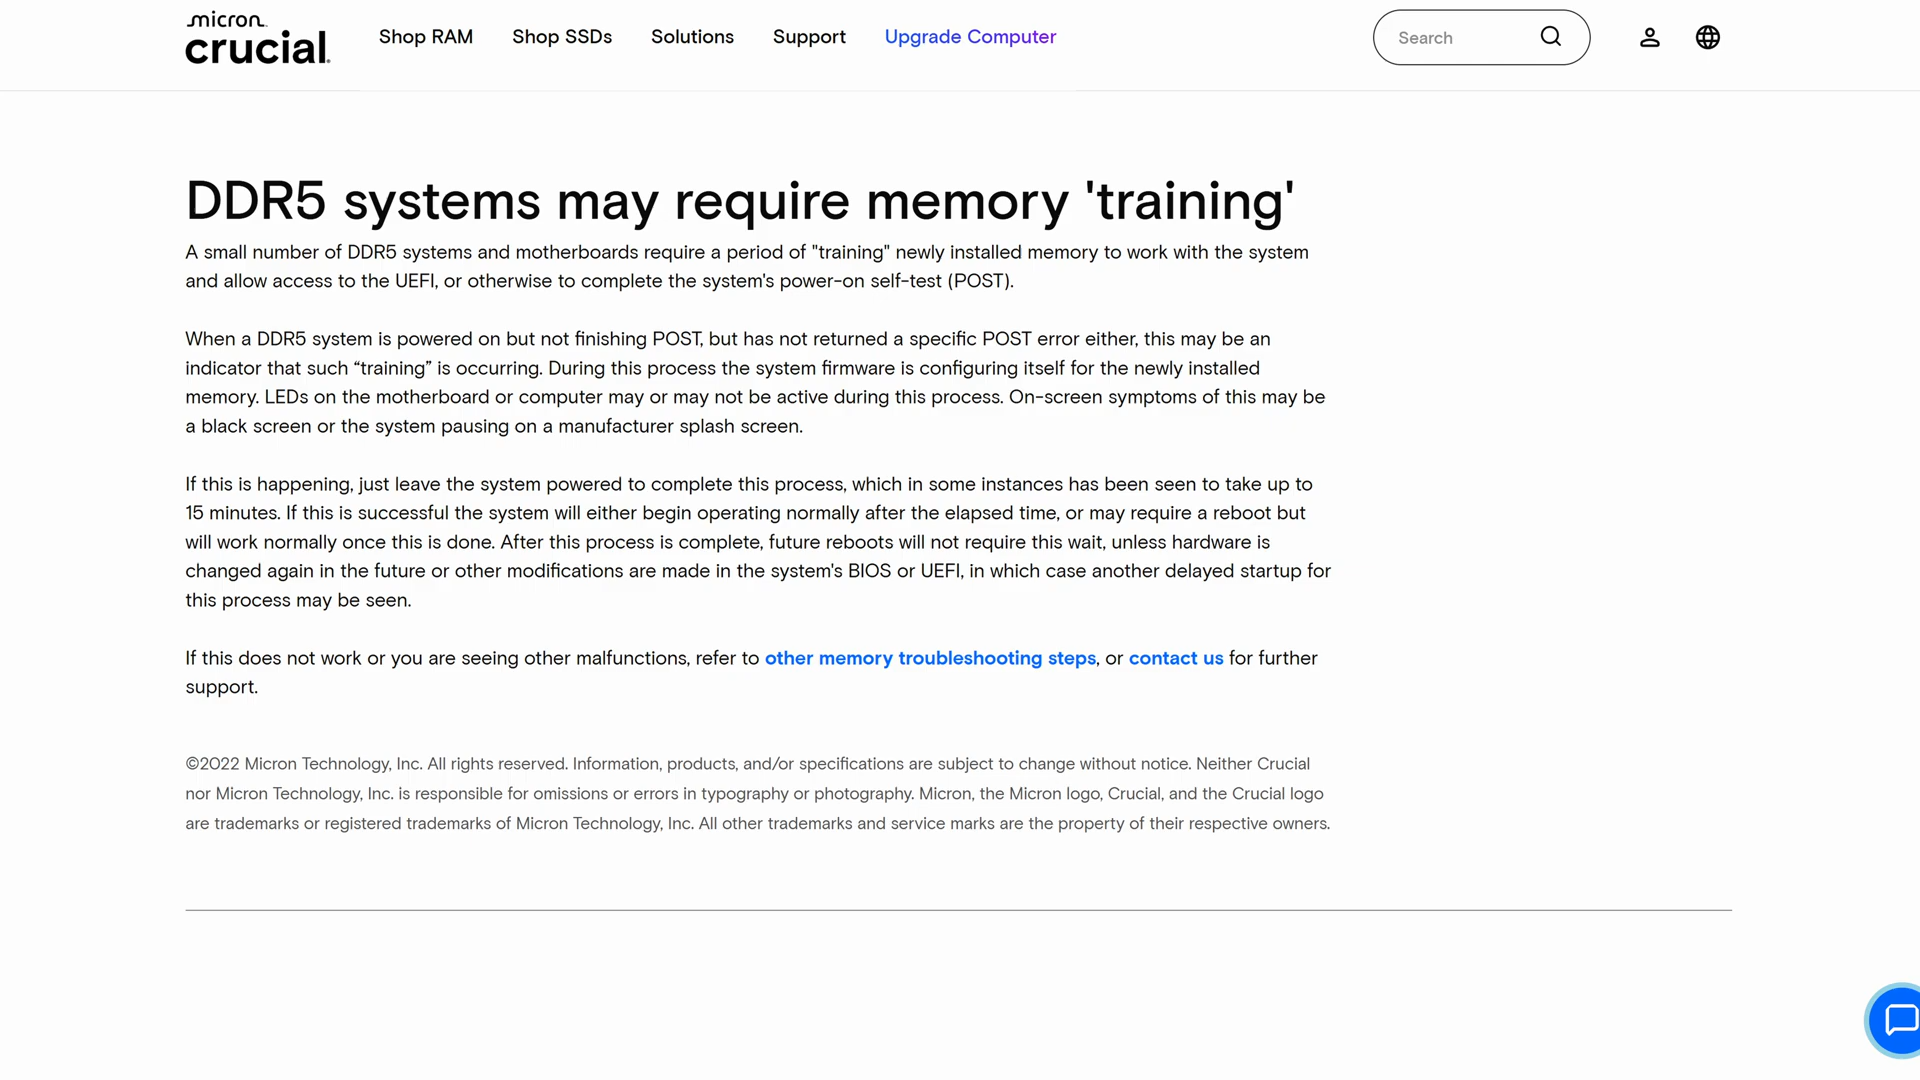 micron
crucial
Shop RAM
Shop SSDs
Solutions
Support
Upgrade Computer
Search
DDR5 systems may require memory 'training'
A small number of DDR5 systems and motherboards require a period of "training" newly installed memory to work with the system
and allow access to the UEFI, or otherwise to complete the system's power-on self-test (POST).
When a DDR5 system is powered on but not finishing POST, but has not returned a specific POST error either, this may be an
indicator that such “training” is occurring. During this process the system firmware is configuring itself for the newly installed
memory. LEDs on the motherboard or computer may or may not be active during this process. On-screen symptoms of this may be
a black screen or the system pausing on a manufacturer splash screen.
If this is happening, just leave the system powered to complete this process, which in some instances has been seen to take up to
15 minutes. If this is successful the system will either begin operating normally after the elapsed time, or may require a reboot but
will work normally once this is done. After this process is complete, future reboots will not require this wait, unless hardware is
changed again in the future or other modifications are made in the system's BIOS or UEFI, in which case another delayed startup for
this process may be seen.
If this does not work or you are seeing other malfunctions, refer to other memory troubleshooting steps, or contact us for further
support.
©2022 Micron Technology, Inc. All rights reserved. Information, products, and/or specifications are subject to change without notice. Neither Crucial
nor Micron Technology, Inc. is responsible for omissions or errors in typography or photography. Micron, the Micron logo, Crucial, and the Crucial logo
are trademarks or registered trademarks of Micron Technology, Inc. All other trademarks and service marks are the property of their respective owners.